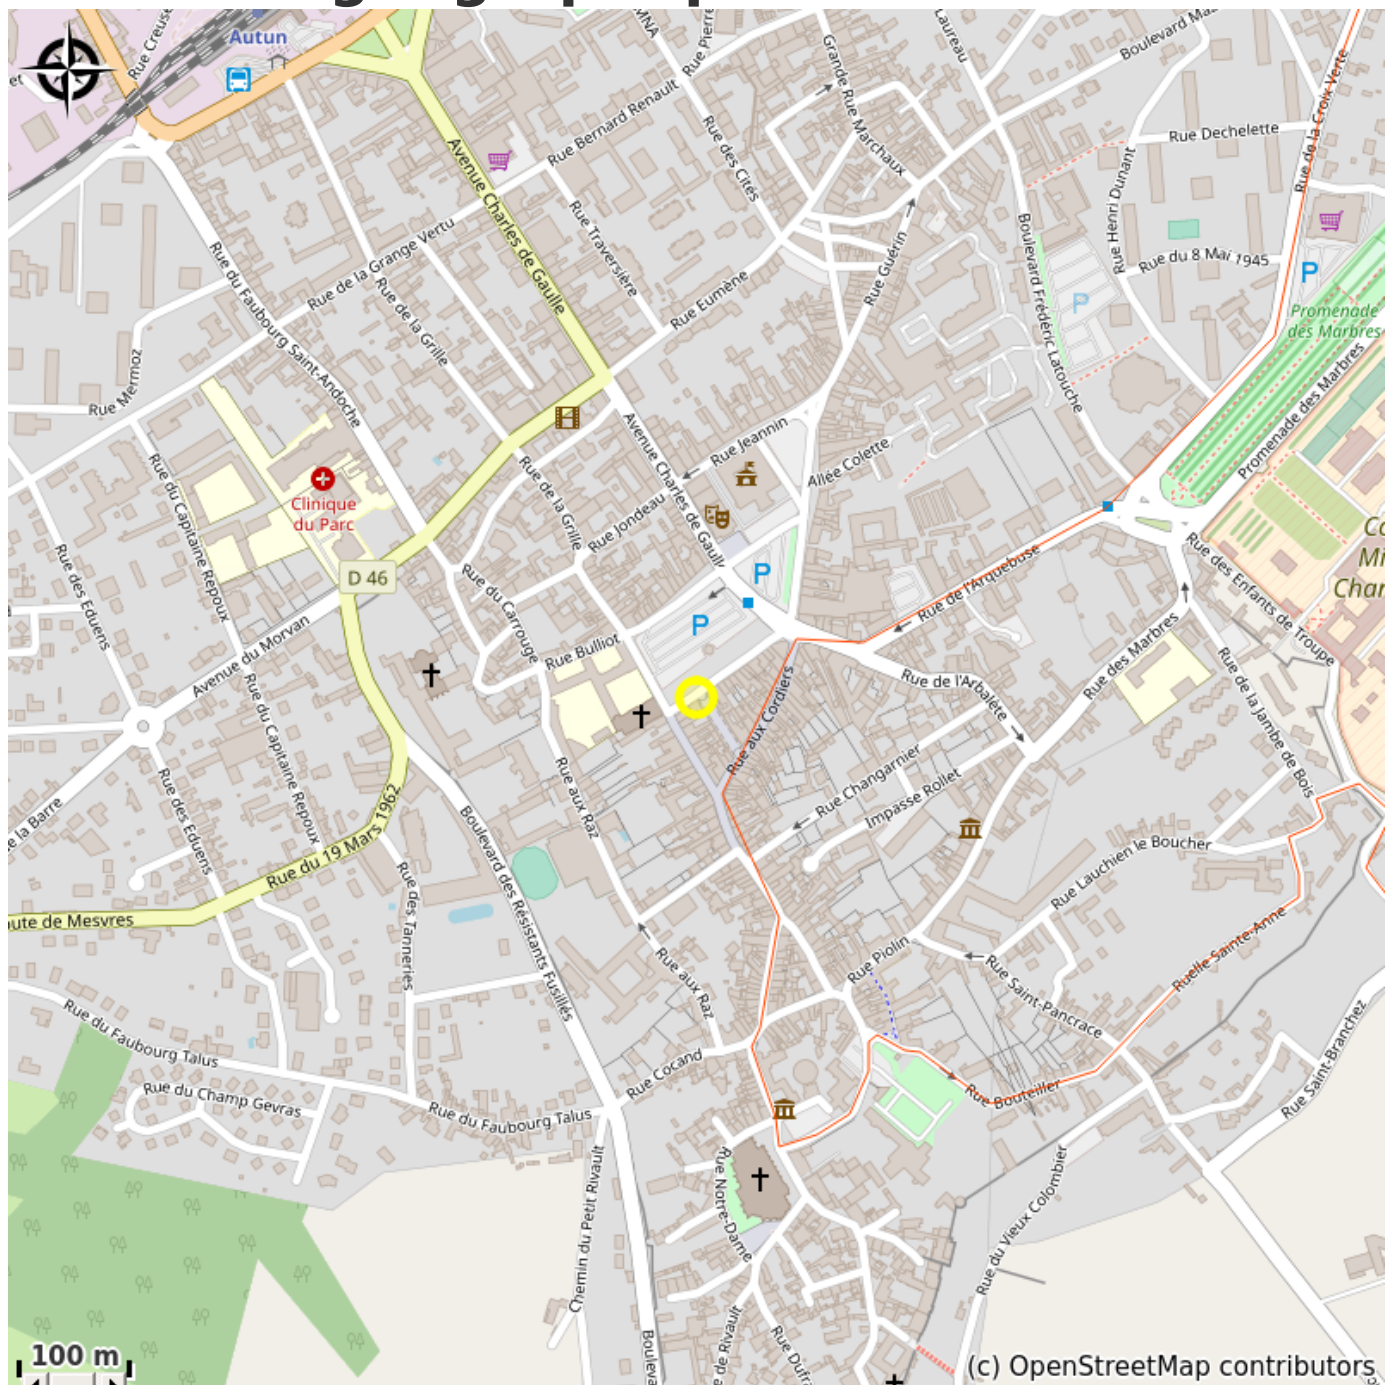 Autun
Rue Creuse
Rue Pierre
Laureau
Boulevard Ma
Grande Rue Marchaux
Rue Bernard Renault
Rue des Cités
Rue Dechelette
Rue de la Croix Verte
Avenue Charles de Gaulle
Rue Henri Dunant
Rue Traversière
Rue du 8 Mai 1945
Rue de la Grange Vertu
Rue du Faubourg Saint-Andoche
Rue de la Grille
Rue Eumène
Rue Guérin
Boulevard Frédéric Latouche
P
P
Promenade
des Marbres
Promenade des Marbres
Rue Mermoz
Rue Jeannin
Allée Colette
Avenue Charles de Gaulle
Rue du Capitaine Repoux
Clinique
du Parc
Rue de la Grille
Rue Jondeau
P
Rue de l'Arquebuse
Rue des Enfants de Troupe
Co
Mi
Char
D 46
Rue des Eduens
Rue du Carrouge
P
Rue Bulliot
Avenue du Morvan
Rue de l'Arbalète
Rue des Marbres
Rue de la Jambe de Bois
Rue du Capitaine Repoux
Rue aux Cordiers
Rue des Eduens
e la Barre
Rue aux Raz
Rue Changarnier
Impasse Rollet
Rue du 19 Mars 1962
Boulevard des Résistants Fusillés
Rue Lauchien le Boucher
oute de Mesvres
Rue des Tanneries
Rue Piolin
Ruelle Sainte-Anne
Rue aux Raz
Rue Saint-Pancrace
Rue du Faubourg Talus
Rue Saint-Branchez
Rue Cocand
Rue du Champ Gevras
Rue Bouteiller
Rue du Faubourg Talus
Rue Notre-Dame
Chemin du Petit Rivault
Rue du Vieux Colombier
e de Rivault
Rue Dufra
Bouleva
100 m
(c) OpenStreetMap contributors